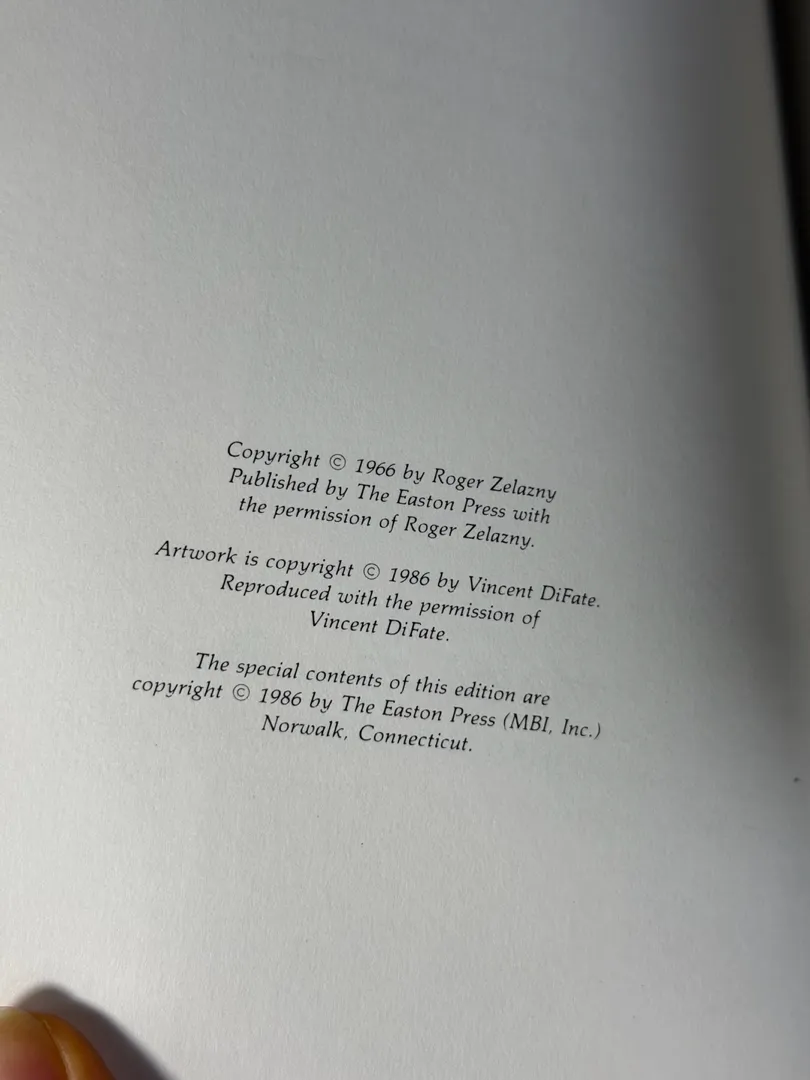 Copyright © 1966 by Roger Zelazny
Published by The Easton Press with
the permission of Roger Zelazny.
Artwork is copyright © 1986 by Vincent DiFate.
Reproduced with the permission of
Vincent DiFate.
The special contents of this edition are
copyright © 1986 by The Easton Press (MBI, Inc.)
Norwalk, Connecticut.